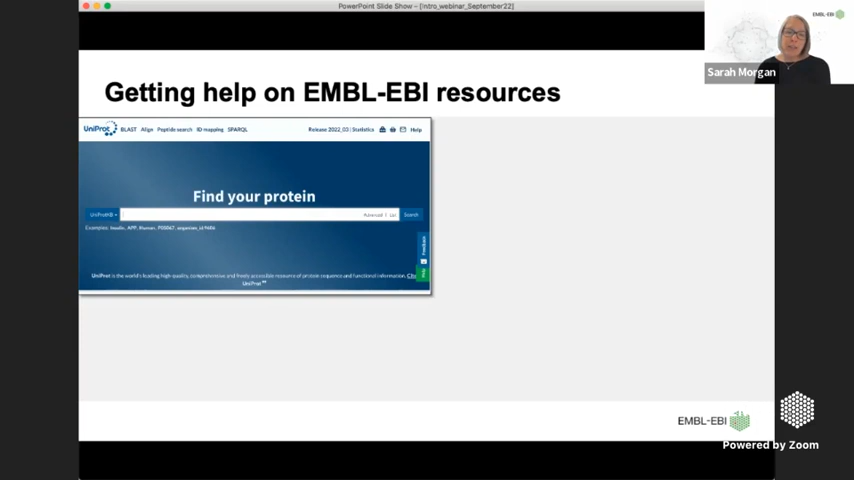 PowerPoint Slide Show – [Intro_webinar_September22]
EMBL-EBI
Sarah Morgan
Getting help on EMBL-EBI resources
UniProt BLAST Align Peptide search ID mapping SPARQL Release 2022_03 | Statistics Help
Find your protein
UniProtKB Advanced | List Search
Examples: Insulin, APP, Human, P05067, organism_id:9606
Feedback
Help
UniProt is the world's leading high-quality, comprehensive and freely accessible resource of protein sequence and functional information.
UniProt
EMBL-EBI
Powered by Zoom